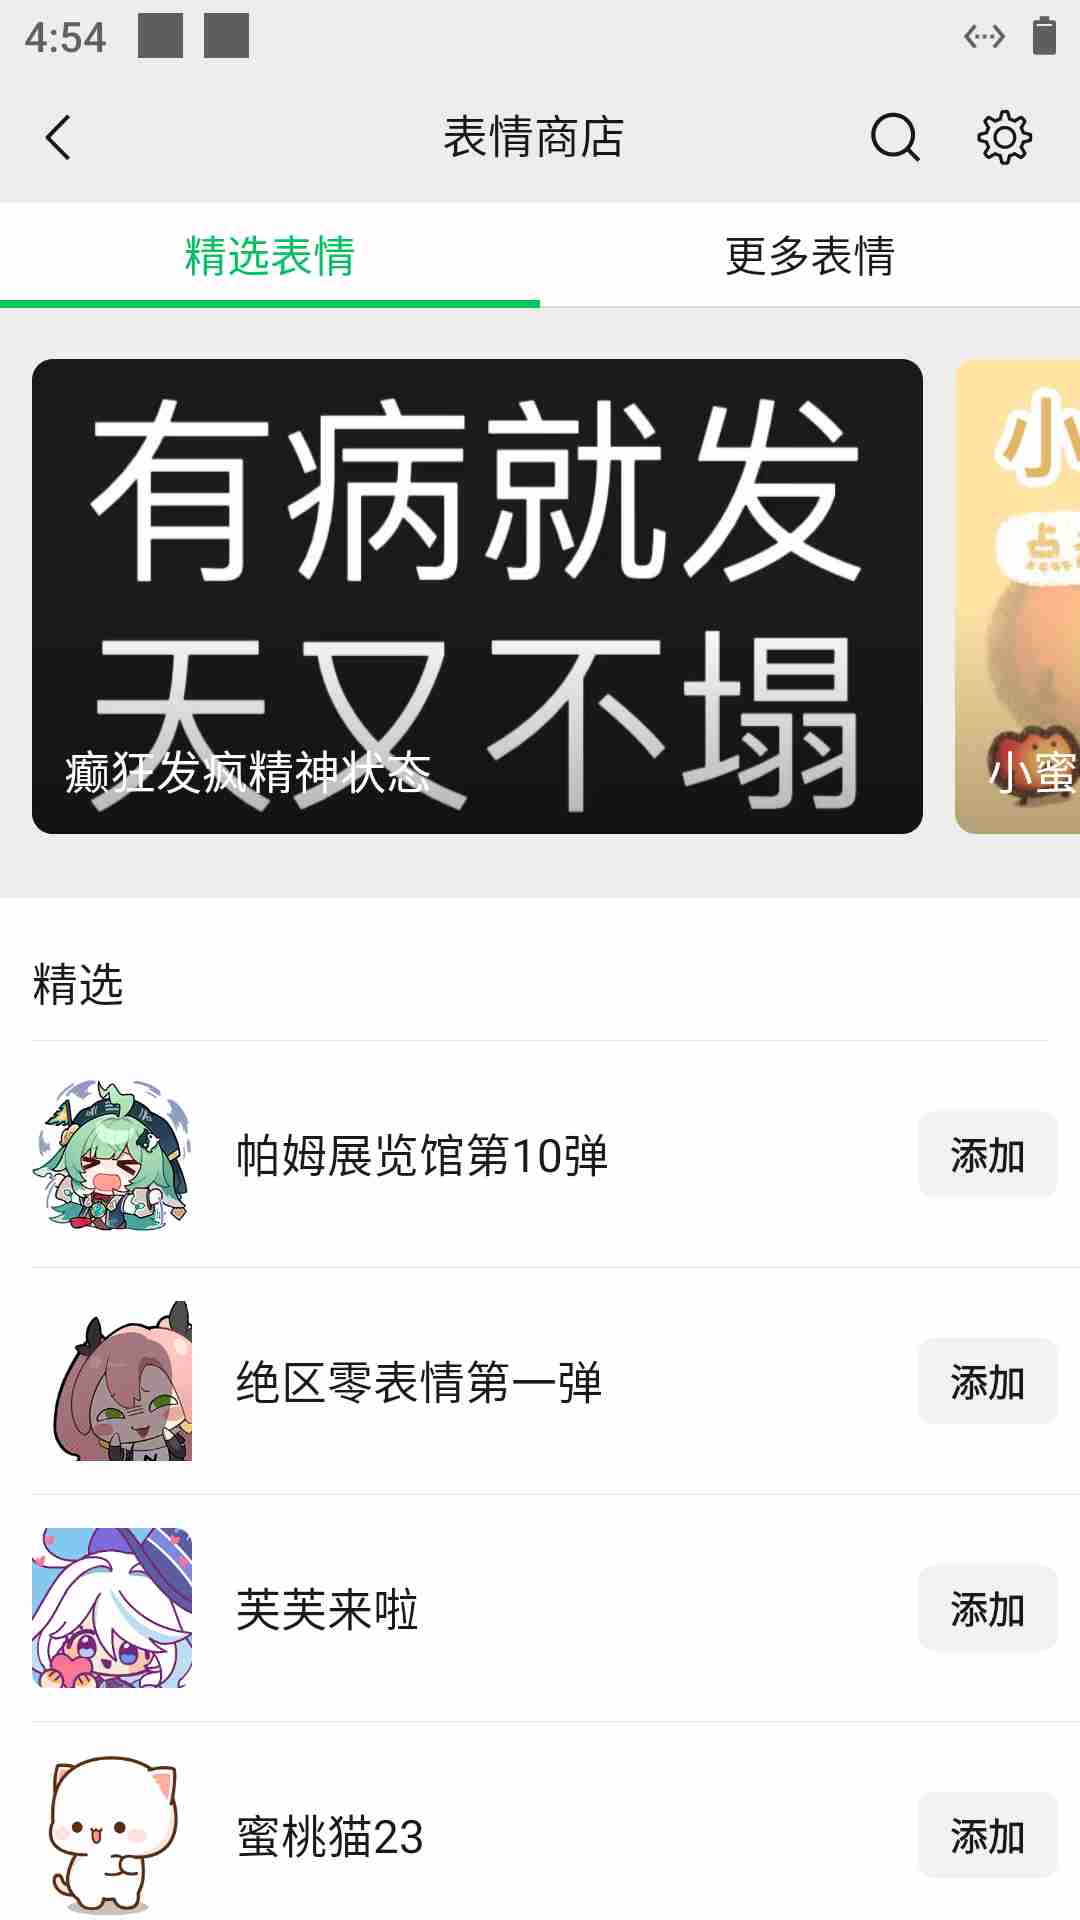 4:54
表情商店
精选表情
更多表情
有病就发
天又不塌
癫狂发疯精神状态
小
点
小蜜
精选
帕姆展览馆第10弹
添加
绝区零表情第一弹
添加
芙芙来啦
添加
蜜桃猫23
添加